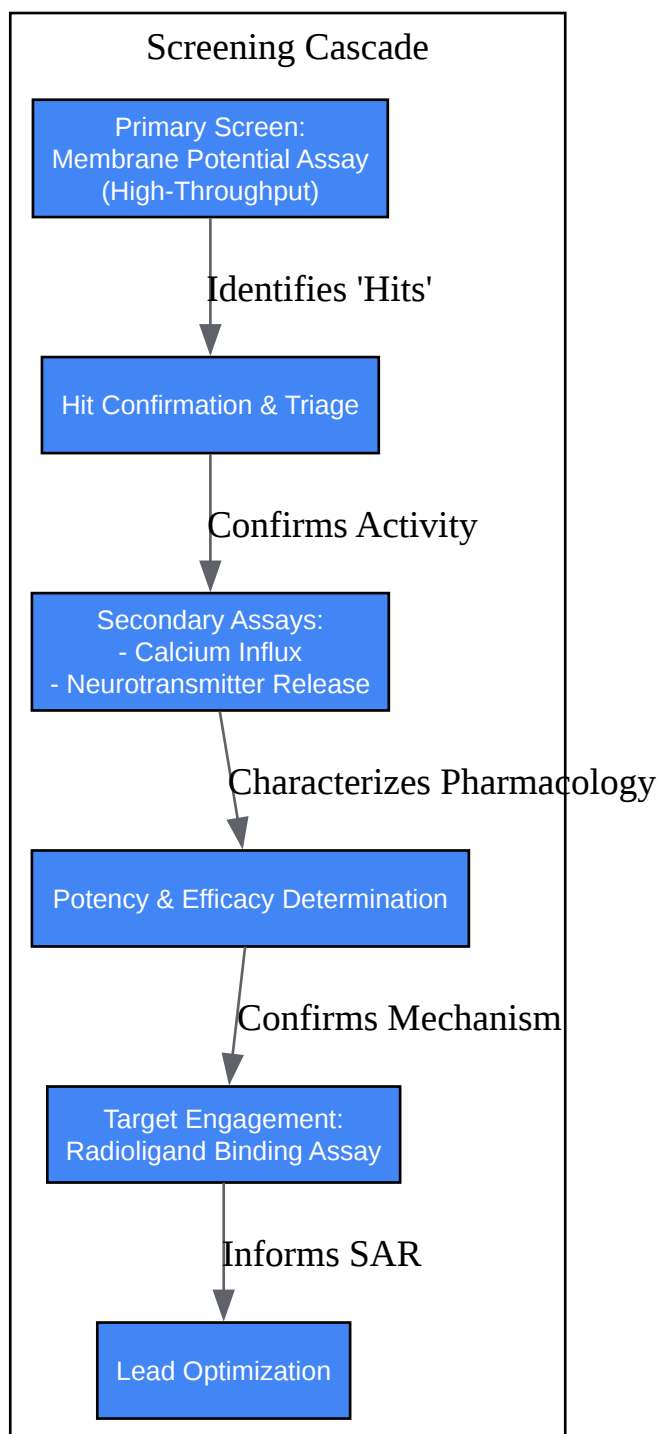 Screening Cascade
Primary Screen:
Membrane Potential Assay
(High-Throughput)
Identifies 'Hits'
Hit Confirmation & Triage
Confirms Activity
Secondary Assays:
- Calcium Influx
- Neurotransmitter Release
Characterizes Pharmacology
Potency & Efficacy Determination
Confirms Mechanism
Target Engagement:
Radioligand Binding Assay
Informs SAR
Lead Optimization